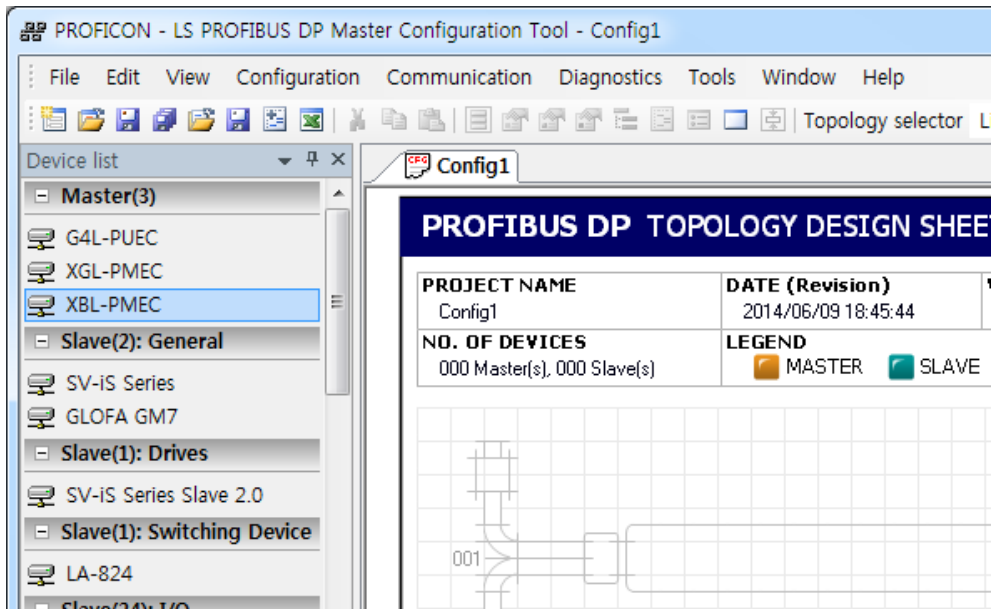 PROFICON - LS PROFIBUS DP Master Configuration Tool - Config1
File Edit View Configuration Communication Diagnostics Tools Window Help
Topology selector
Device list
Config1
Master(3)
G4L-PUEC
XGL-PMEC
XBL-PMEC
Slave(2): General
SV-iS Series
GLOFA GM7
Slave(1): Drives
SV-iS Series Slave 2.0
Slave(1): Switching Device
LA-824
Slave(34): I/O
PROFIBUS DP TOPOLOGY DESIGN SHEE
PROJECT NAME
Config1
DATE (Revision)
2014/06/09 18:45:44
NO. OF DEVICES
000 Master(s), 000 Slave(s)
LEGEND
MASTER SLAVE
001